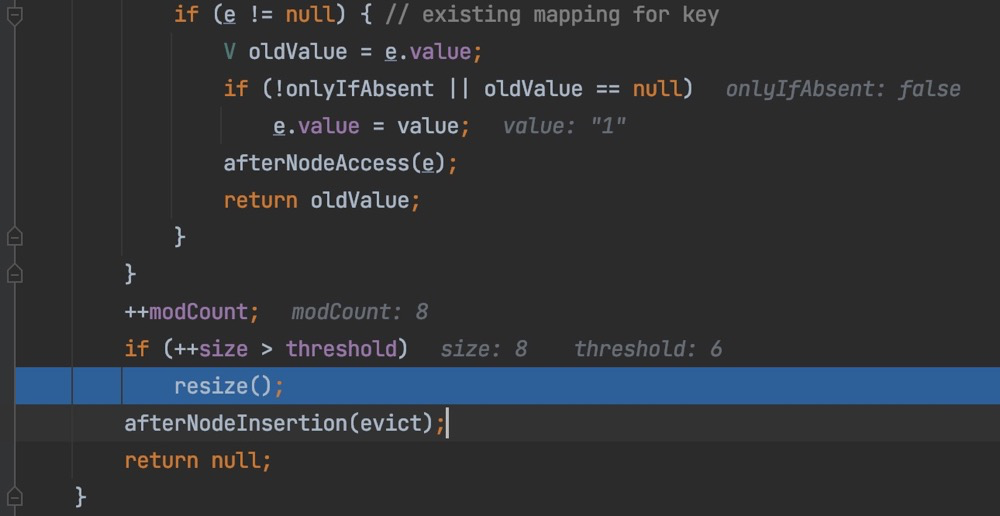 if (e != null) { // existing mapping for key
V oldValue = e.value;
if (!onlyIfAbsent || oldValue == null) onlyIfAbsent: false
e.value = value; value: "1"
afterNodeAccess(e);
return oldValue;
}
}
++modCount; modCount: 8
if (++size > threshold) size: 8 threshold: 6
resize();
afterNodeInsertion(evict);
return null;
}